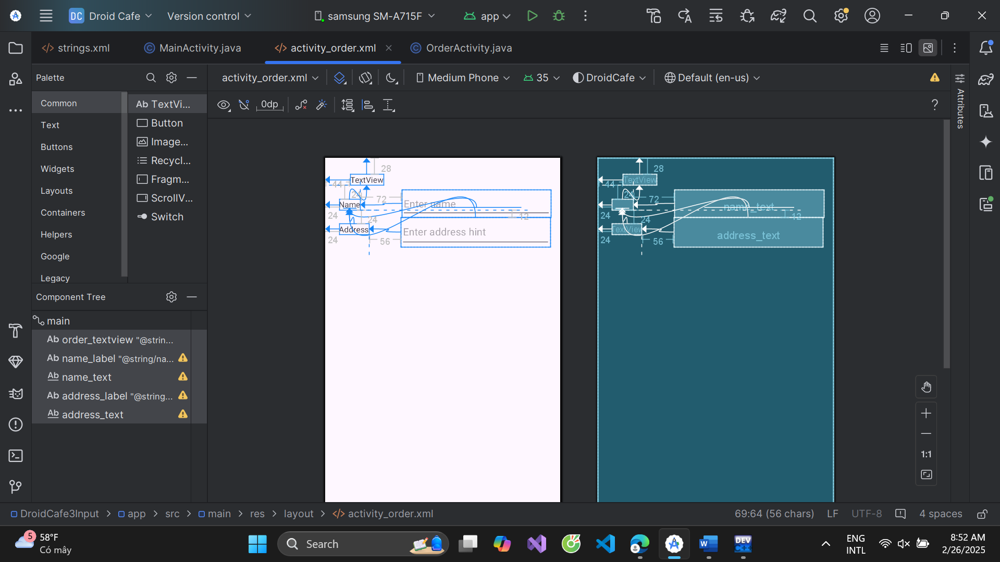 DC Droid Cafe Version control samsung SM-A715F app
strings.xml MainActivity.java activity_order.xml OrderActivity.java
Palette activity_order.xml Medium Phone 35 DroidCafe Default (en-us)
0dp ?
Attributes
Common
Text
Buttons
Widgets
Layouts
Containers
Helpers
Google
Legacy
Ab TextVi...
Button
Image...
Recycl...
Fragm...
ScrollV...
Switch
28
TextView
44
24
Name 72 Enter name
24 24 12
Address Enter address hint
24 56
28
TextView
44
24
72 name_text
24 24 12
TextView address_text
24 56
Component Tree
main
Ab order_textview "@strin...
Ab name_label "@string/na...
Ab name_text
Ab address_label "@string...
Ab address_text
1:1
DroidCafe3Input > app > src > main > res > layout > activity_order.xml 69:64 (56 chars) LF UTF-8 4 spaces
5 58°F
Có mây
Search
DEV
C++
ENG
INTL
8:52 AM
2/26/2025